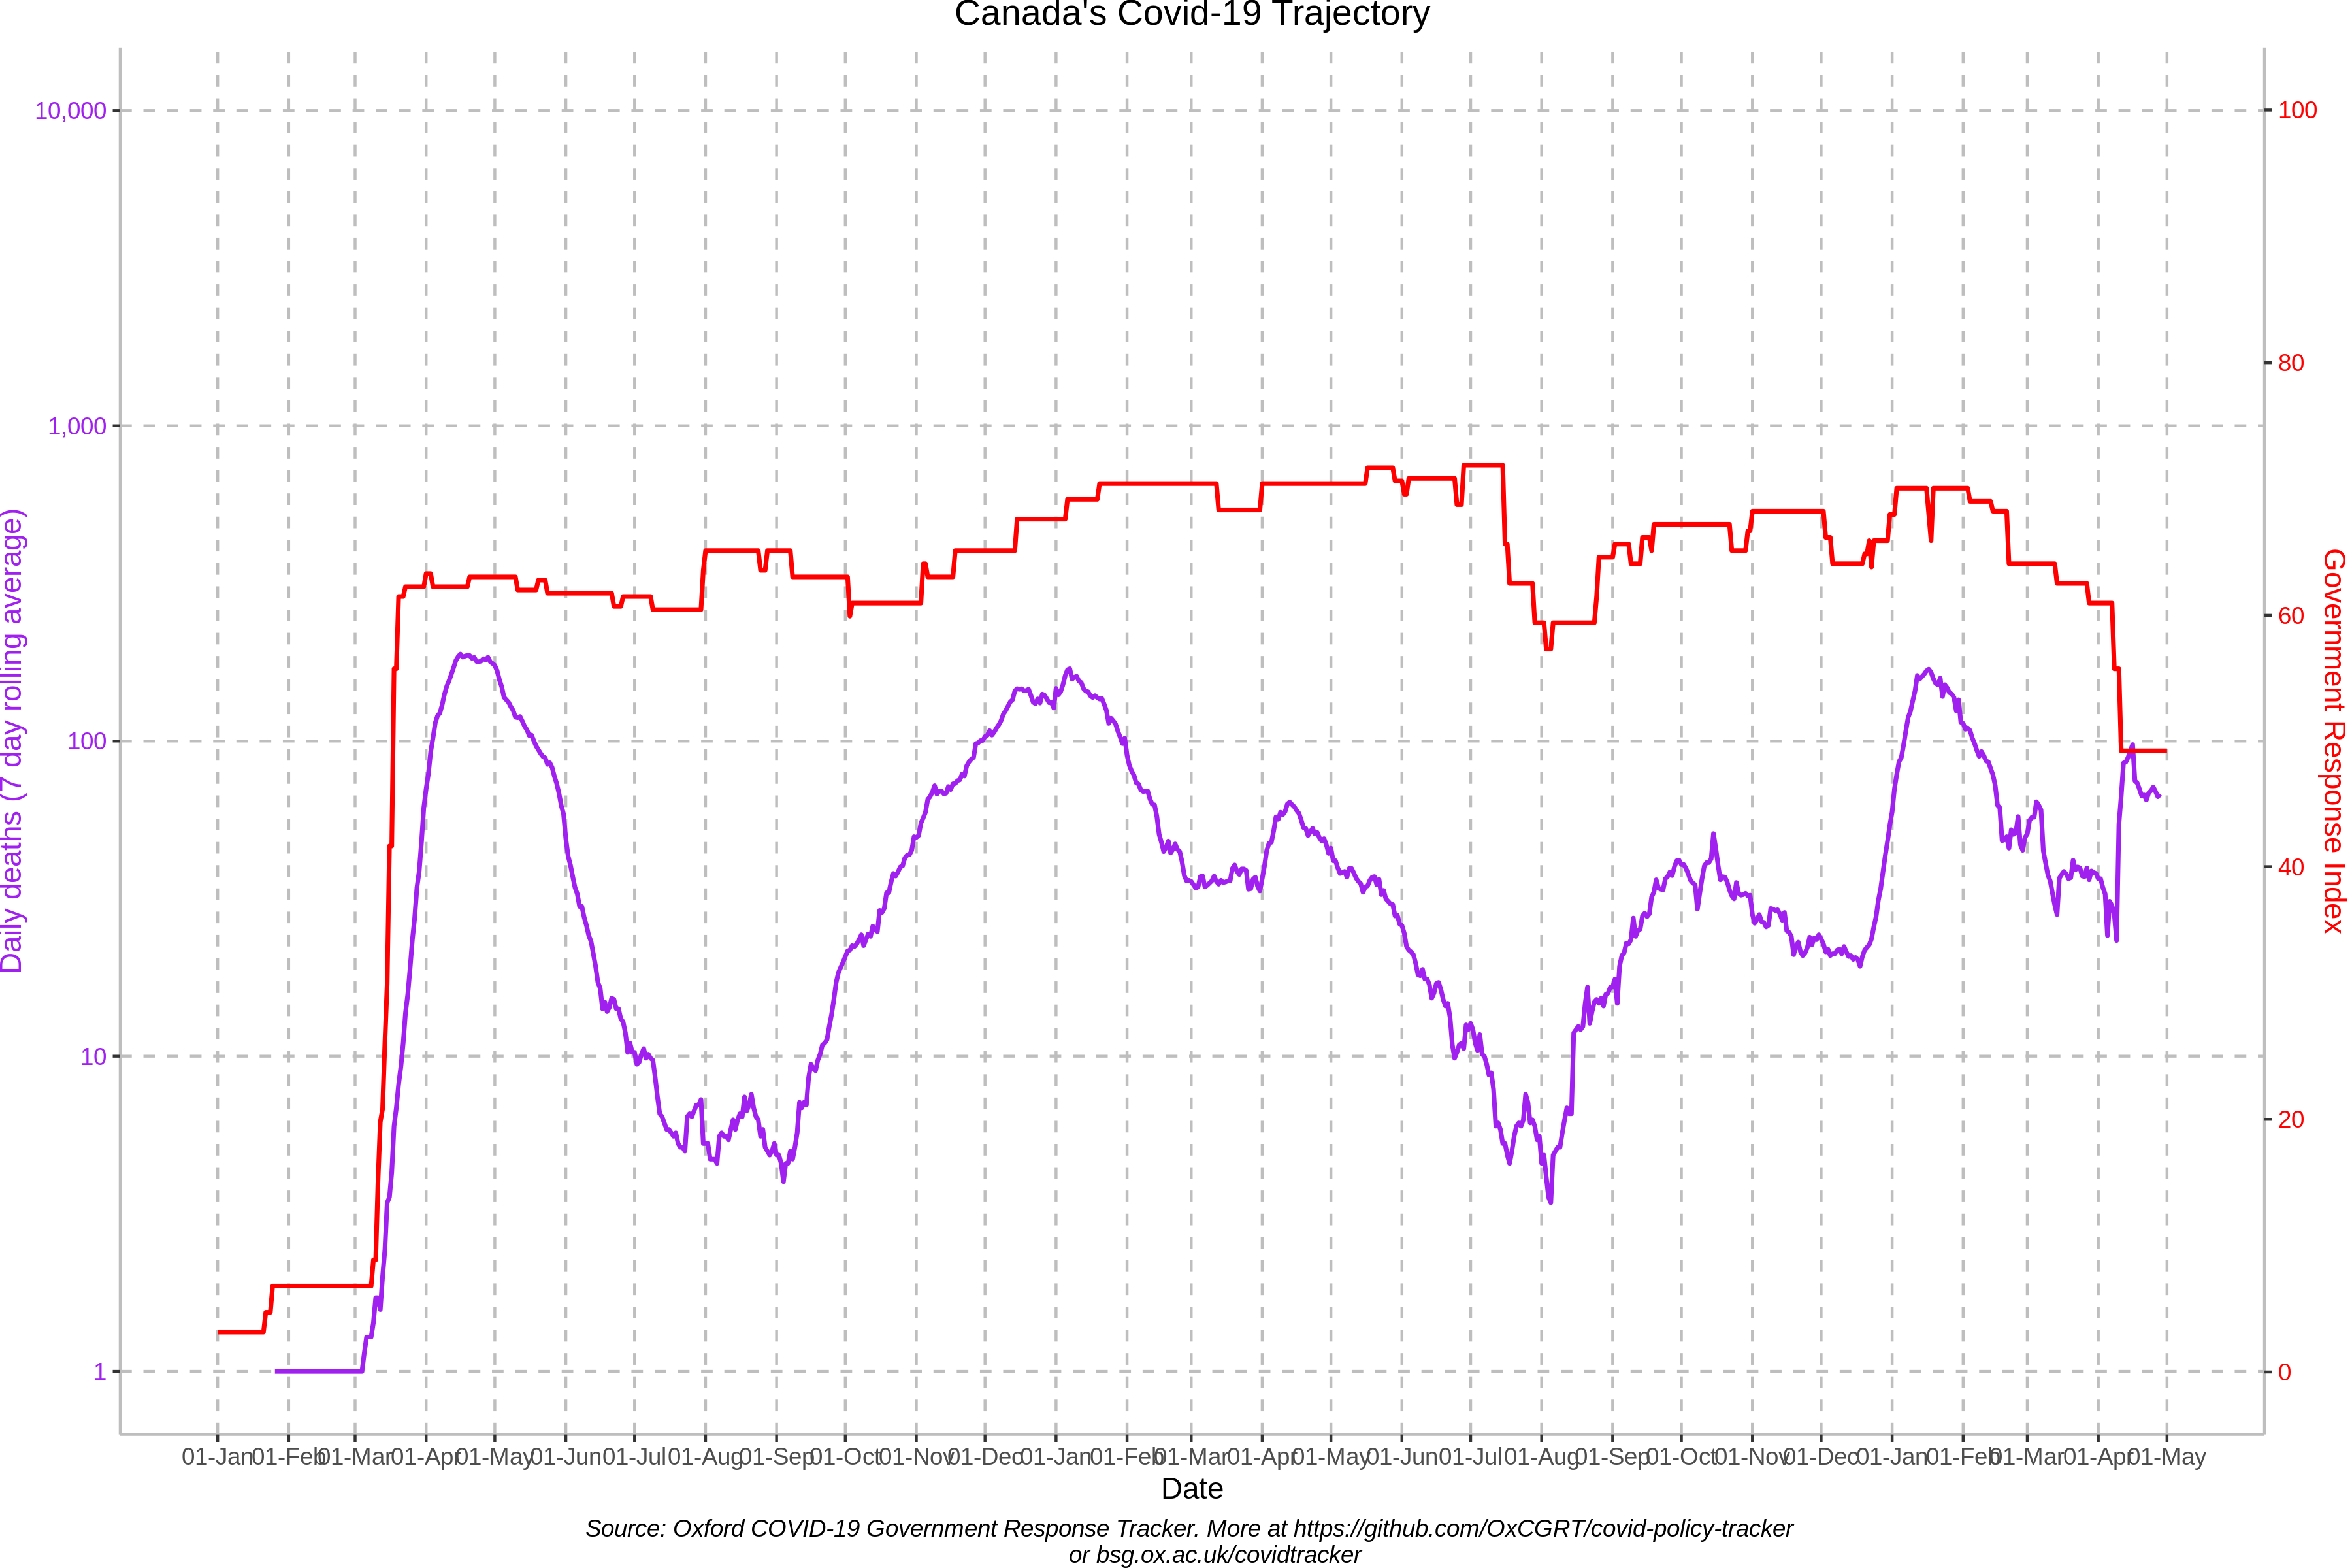 Canada's Covid-19 Trajectory
Daily deaths (7 day rolling average)
10,000
1,000
100
10
1
100
80
60
40
20
0
Government Response Index
01-Jan 01-Feb 01-Mar 01-Apr 01-May 01-Jun 01-Jul 01-Aug 01-Sep 01-Oct 01-Nov 01-Dec 01-Jan 01-Feb 01-Mar 01-Apr 01-May 01-Jun 01-Jul 01-Aug 01-Sep 01-Oct 01-Nov 01-Dec 01-Jan 01-Feb 01-Mar 01-Apr 01-May
Date
Source: Oxford COVID-19 Government Response Tracker. More at https://github.com/OxCGRT/covid-policy-tracker
or bsg.ox.ac.uk/covidtracker